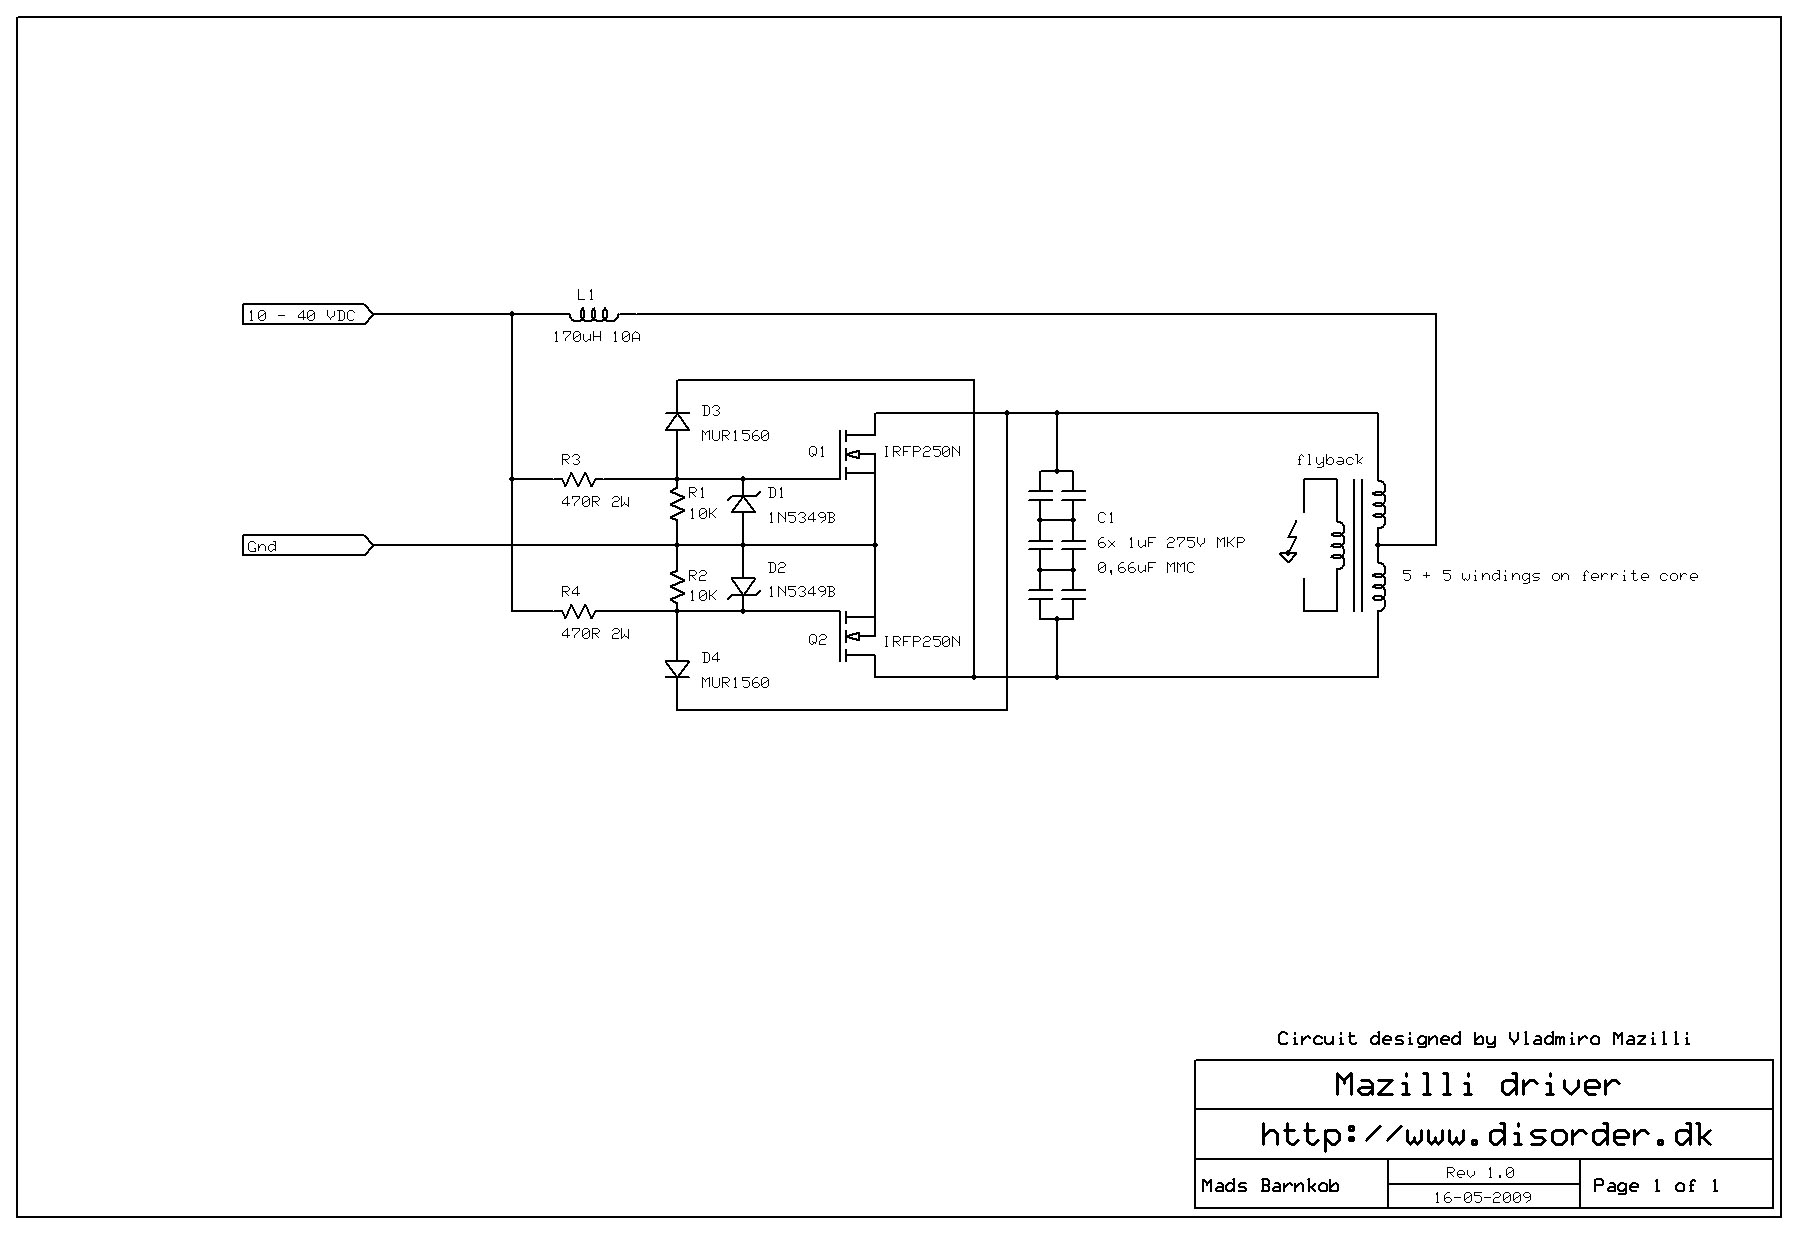 L1
10 - 40 VDC
170uH 10A
D3
MUR1560
Q1
IRFP250N
R3
470R 2W
flyback
R1
10K
D1
1N5349B
C1
6x 1uF 275V MKP
0,66uF MMC
Gnd
D2
1N5349B
R2
10K
5 + 5 windings on ferrite core
R4
470R 2W
Q2
IRFP250N
D4
MUR1560
Circuit designed by Vladmiro Mazilli
Mazilli driver
http://www.disorder.dk
Mads Barnkob
Rev 1.0
16-05-2009
Page 1 of 1